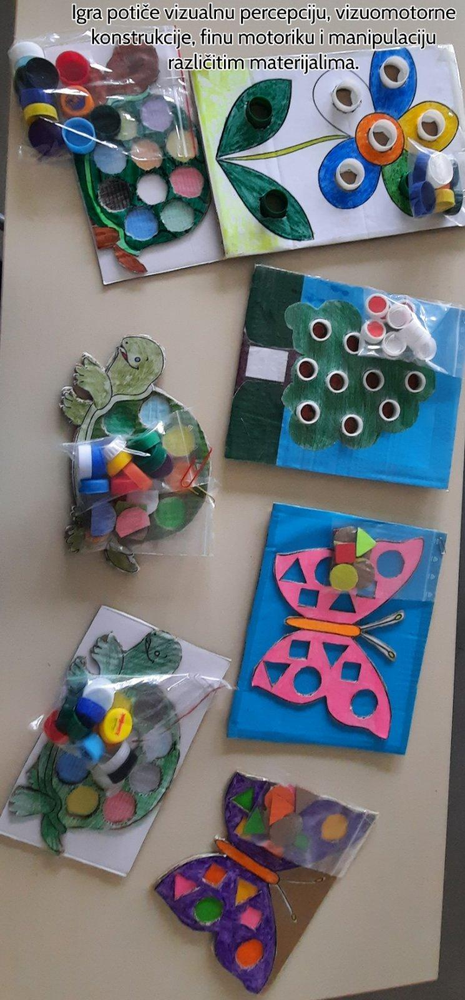 Igra potiče vizualnu percepciju, vizuomotorne
konstrukcije, finu motoriku i manipulaciju
različitim materijalima.